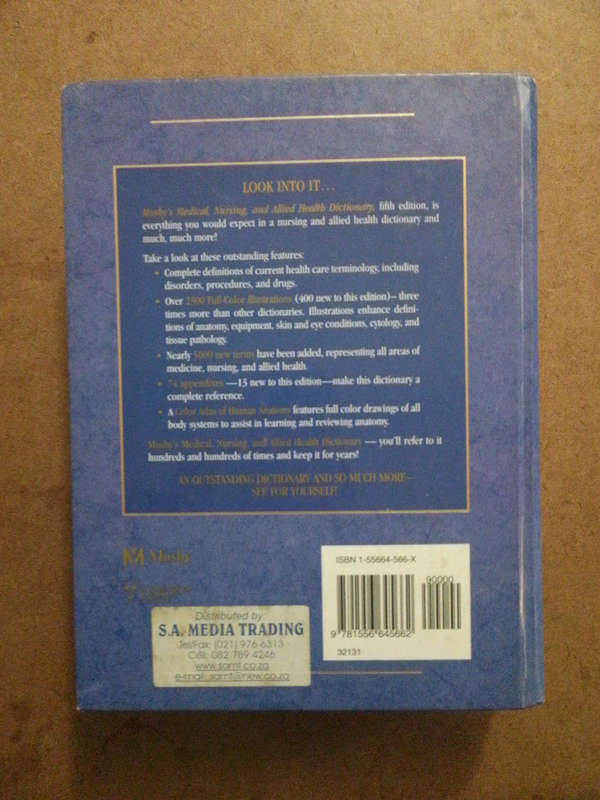 LOOK INTO IT...
Mosby's Medical, Nursing, and Allied Health Dictionary, fifth edition, is
everything you would expect in a nursing and allied health dictionary and
much, much more!
Take a look at these outstanding features:
• Complete definitions of current health care terminology, including
disorders, procedures, and drugs.
• Over 2300 Full-Color Illustrations (400 new to this edition)— three
times more than other dictionaries. Illustrations enhance defini-
tions of anatomy, equipment, skin and eye conditions, cytology, and
tissue pathology.
• Nearly 5000 new terms have been added, representing all areas of
medicine, nursing, and allied health.
• 74 appendixes —13 new to this edition—make this dictionary a
complete reference.
• A Color Atlas of Human Anatomy features full color drawings of all
body systems to assist in learning and reviewing anatomy.
Mosby's Medical, Nursing, and Allied Health Dictionary — you'll refer to it
hundreds and hundreds of times and keep it for years!
AN OUTSTANDING DICTIONARY AND SO MUCH MORE—
SEE FOR YOURSELF!
Mosby
Distributed by
S.A. MEDIA TRADING
Tel/Fax: (021) 976 6313
Cell: 082 789 4246
www.samt.co.za
e-mail: samt@new.co.za
ISBN 1-55664-566-X
90000
9 781556 645662
32131